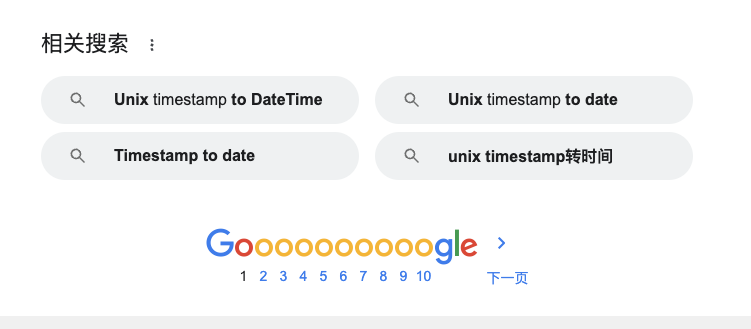 相关搜索
Unix timestamp to DateTime
Unix timestamp to date
Timestamp to date
unix timestamp转时间
Goooooooooogle
1 2 3 4 5 6 7 8 9 10 下一页